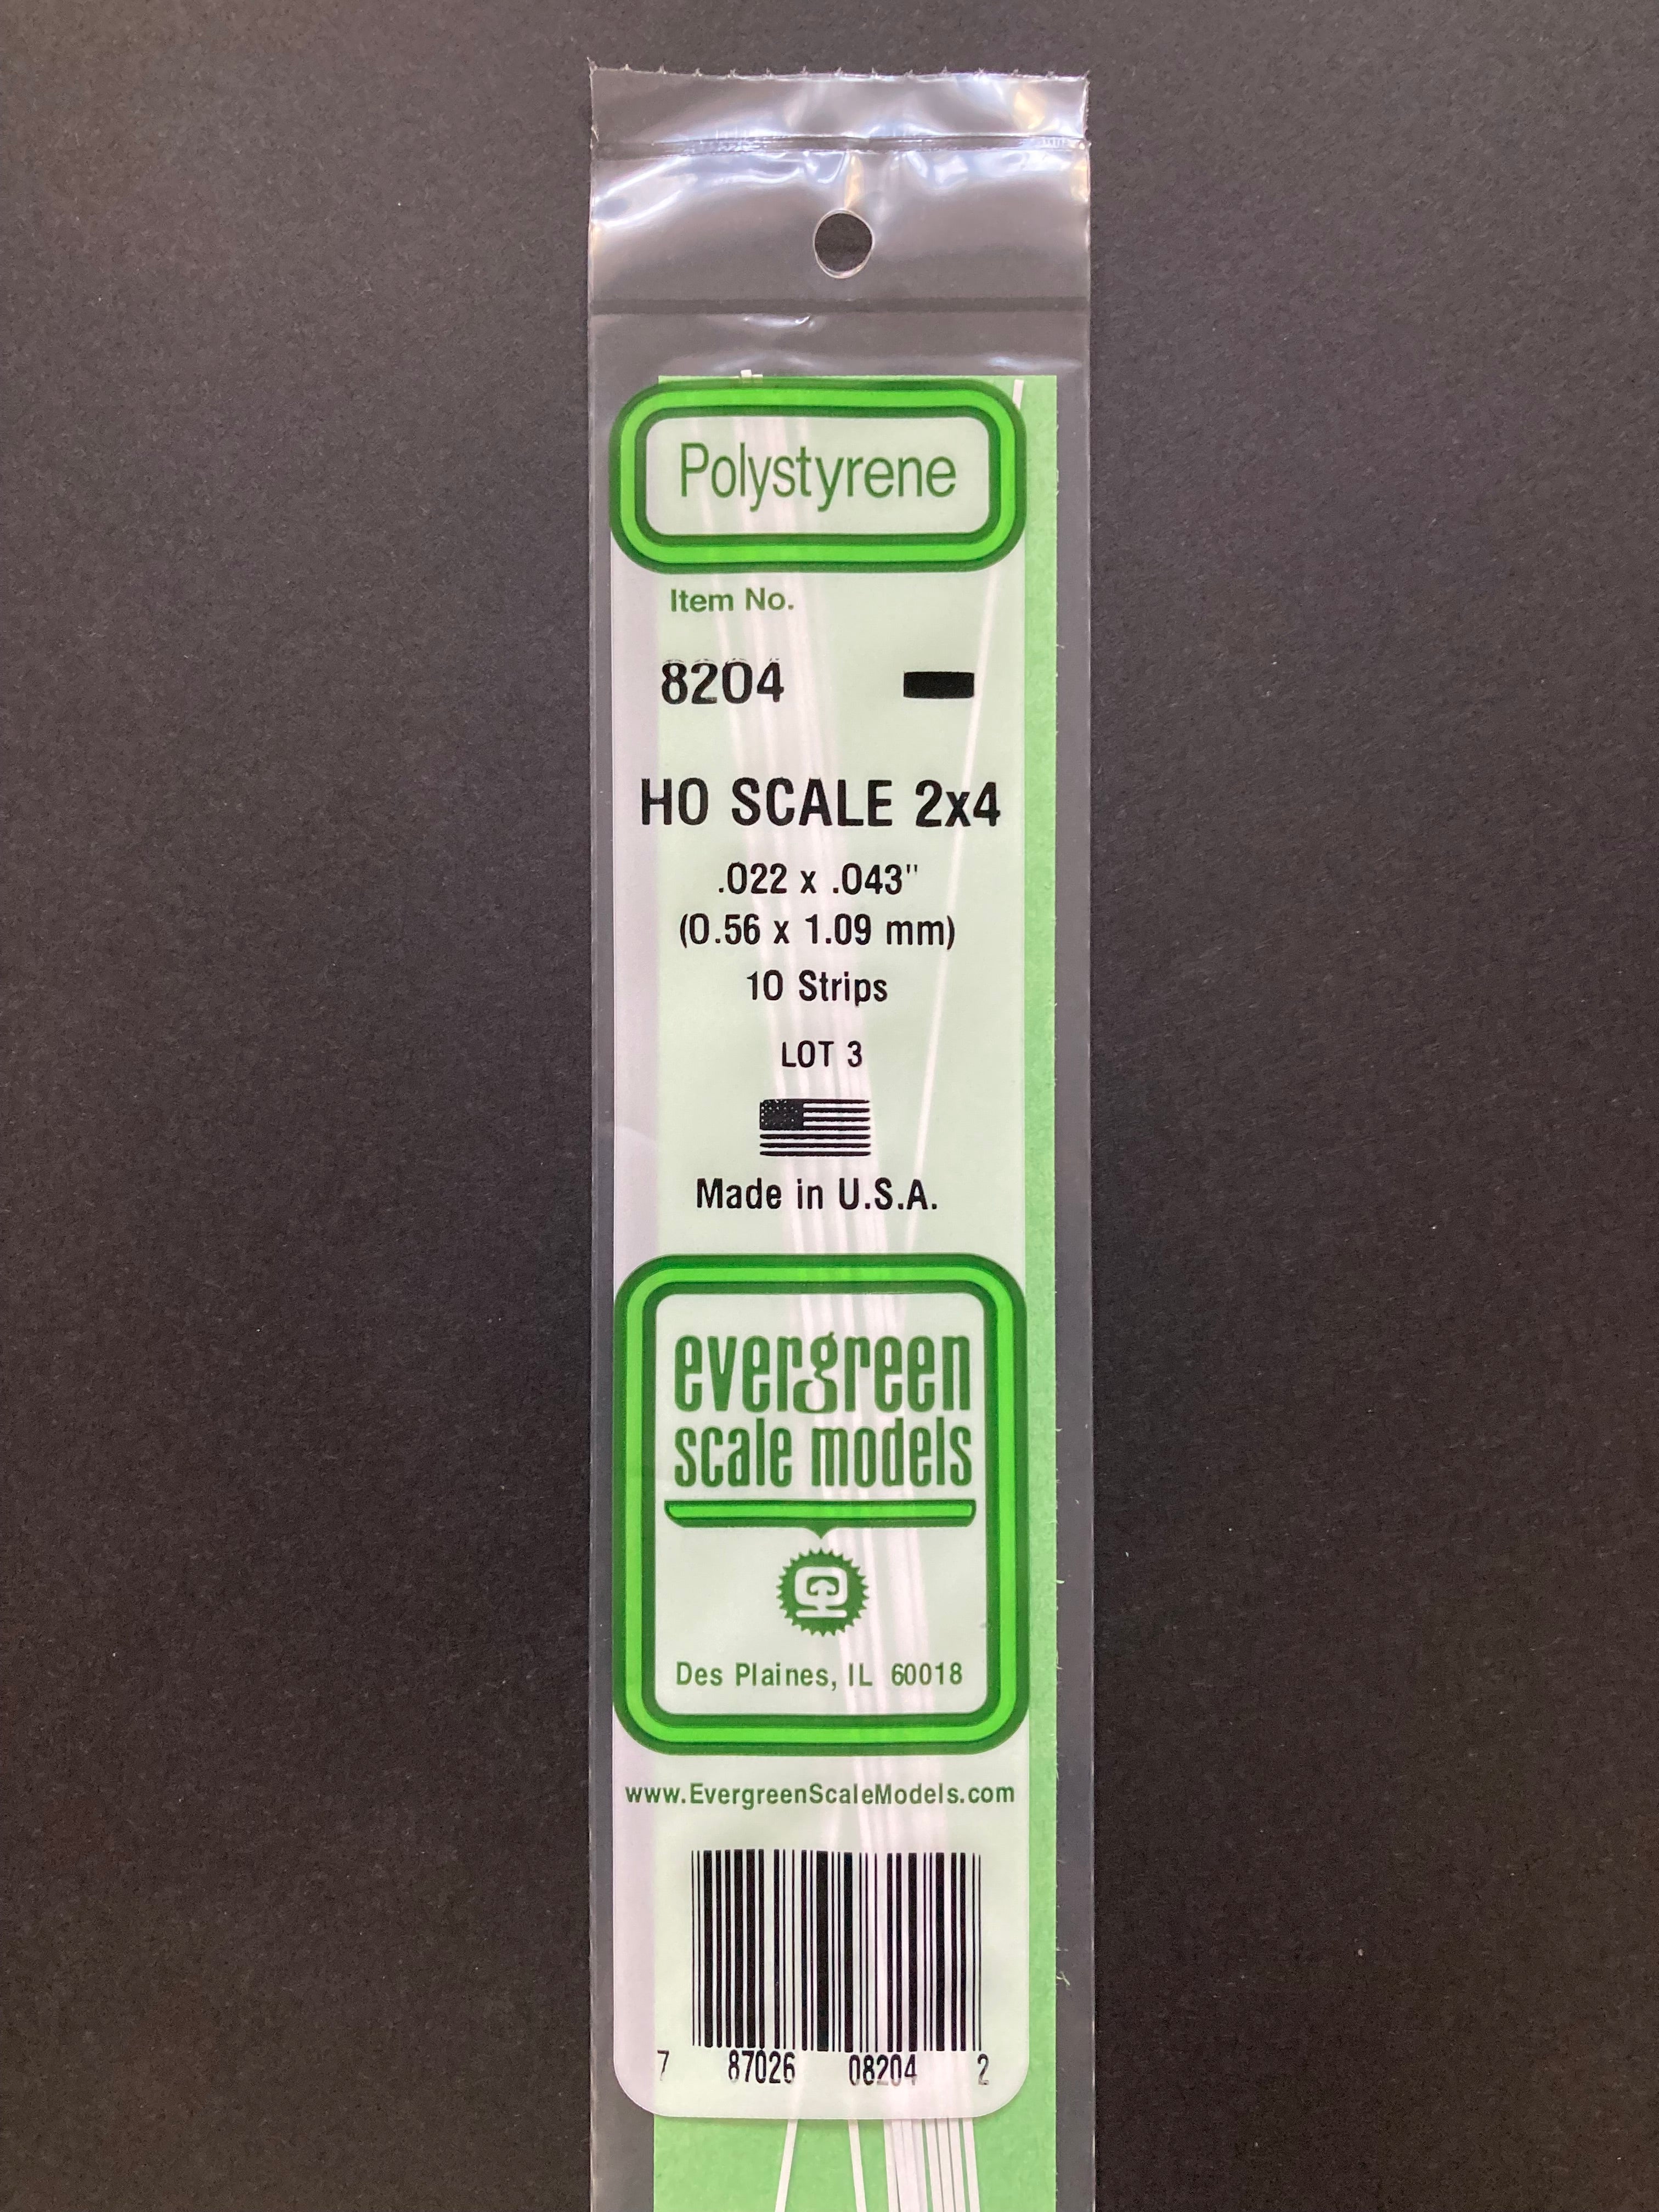 Polystyrene
Item No.
8204
HO SCALE 2x4
.022 x .043"
(0.56 x 1.09 mm)
10 Strips
LOT 3
Made in U.S.A.
evergreen
scale models
Des Plaines, IL 60018
www.EvergreenScaleModels.com
7 87026 08204 2